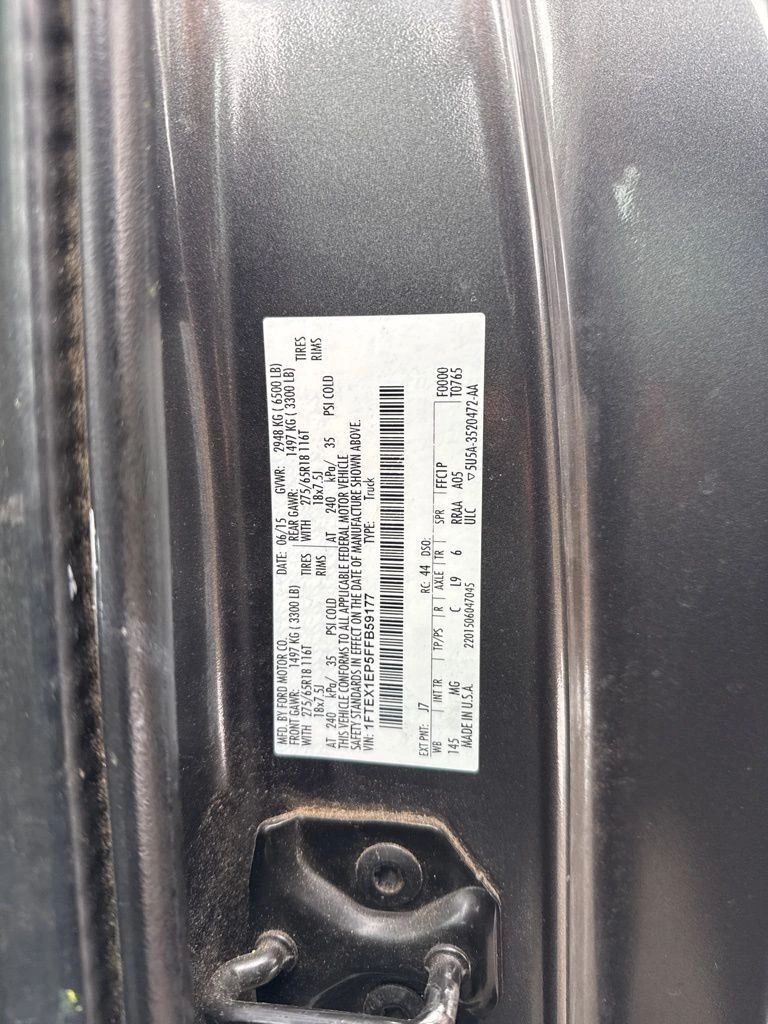 MFD. BY FORD MOTOR CO. DATE: 06/15 GVWR: 2948 KG ( 6500 LB)
FRONT GAWR: 1497 KG ( 3300 LB) REAR GAWR: 1497 KG ( 3300 LB)
WITH 275/65R18 116T TIRES WITH 275/65R18 116T TIRES
18x7.5J RIMS 18x7.5J RIMS
AT 240 kPa/ 35 PSI COLD AT 240 kPa/ 35 PSI COLD
THIS VEHICLE CONFORMS TO ALL APPLICABLE FEDERAL MOTOR VEHICLE
SAFETY STANDARDS IN EFFECT ON THE DATE OF MANUFACTURE SHOWN ABOVE.
VIN: 1FTEX1EP5FFB59177 TYPE: Truck
EXT PNT: J7 RC: 44 DSO: F0000
WB INT TR TP/PS R AXLE TR SPR FFC1P T0765
145 MG C L9 6 RRAA A05
MADE IN U.S.A. 2201506047045 ULC ▽5U5A-3520472-AA